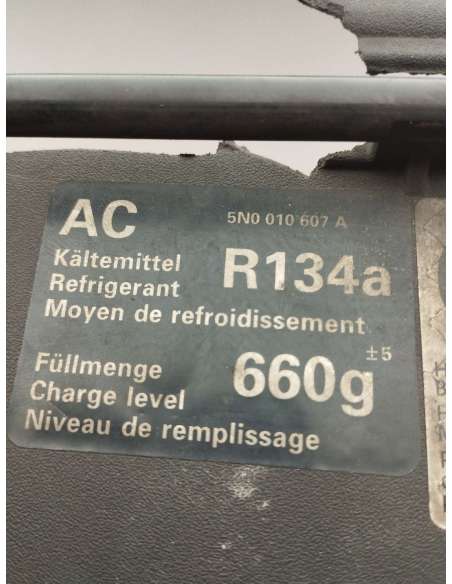 AC
5N0 010 607 A
Kältemittel
Refrigerant
R134a
Moyen de refroidissement
Füllmenge
Charge level
660g ±5
Niveau de remplissage